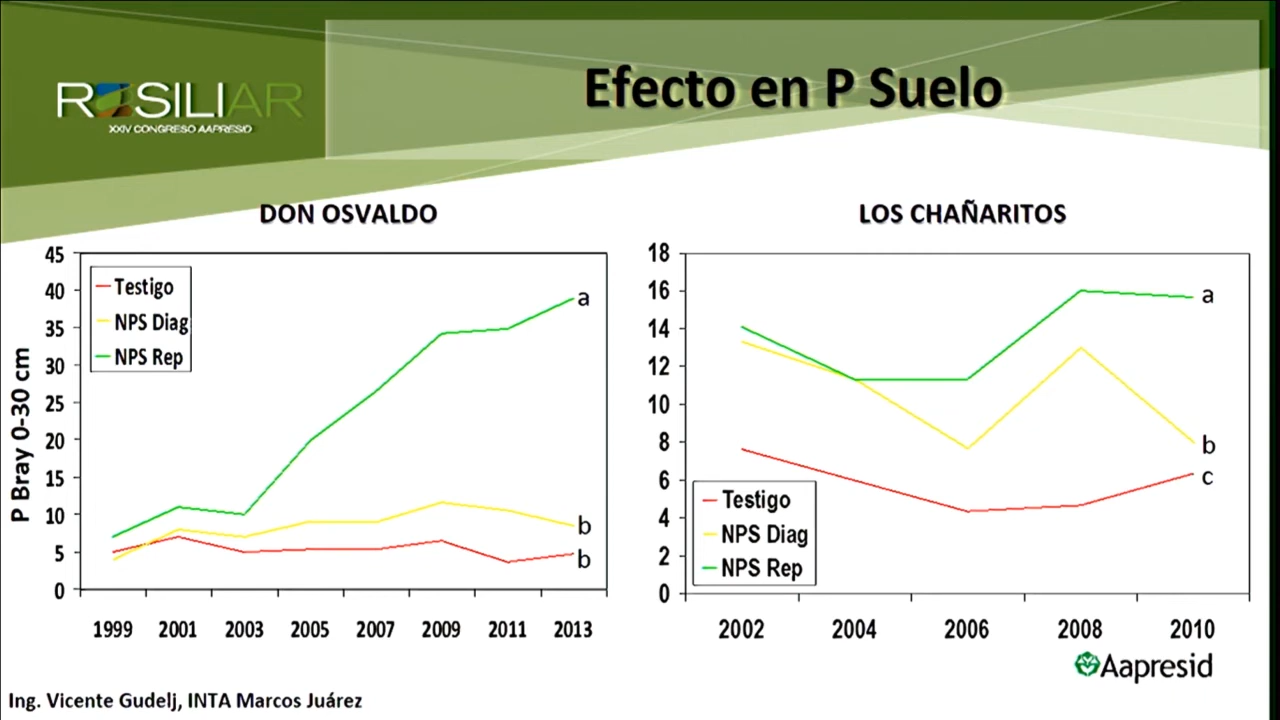 ROSILIAR
XXIV CONGRESO AAPRESID
Efecto en P Suelo
DON OSVALDO
P Bray 0-30 cm
45
40
35
30
25
20
15
10
5
0
Testigo
NPS Diag
NPS Rep
a
b
b
1999 2001 2003 2005 2007 2009 2011 2013
LOS CHAÑARITOS
18
16
14
12
10
8
6
4
2
0
Testigo
NPS Diag
NPS Rep
a
b
c
2002 2004 2006 2008 2010
Aapresid
Ing. Vicente Gudelj, INTA Marcos Juárez